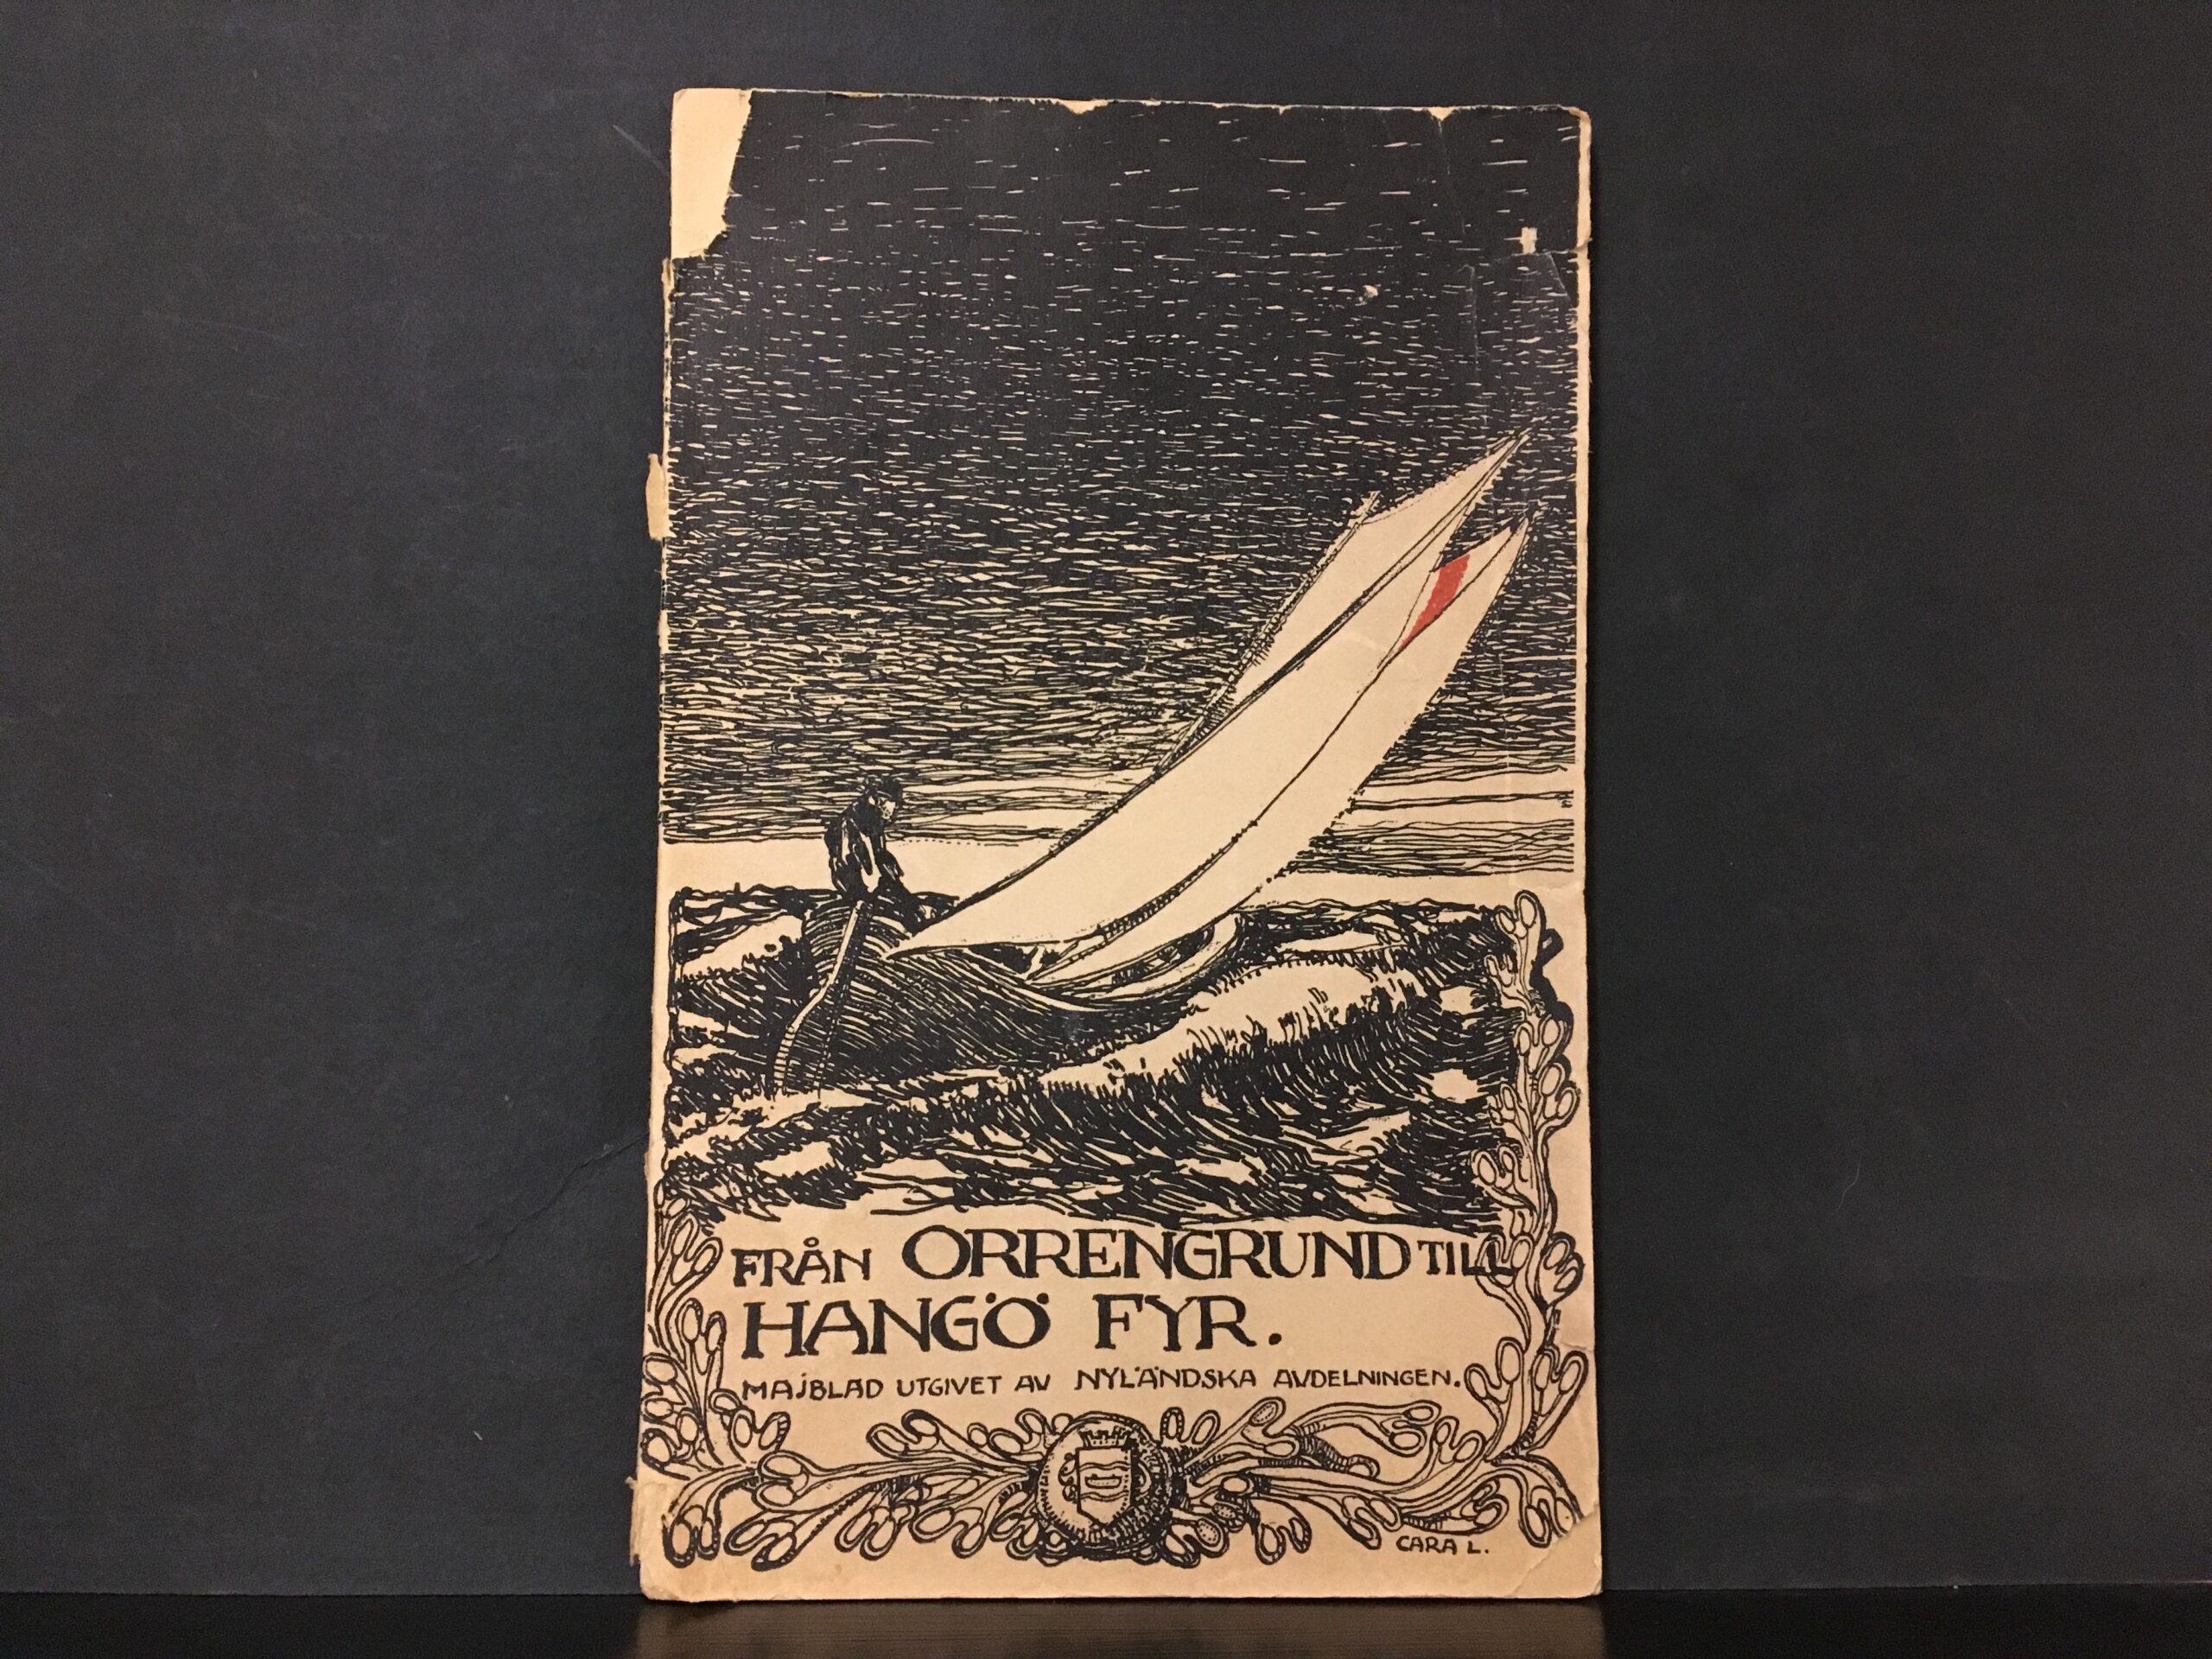 FRÅN ORRENGRUND TILL
HANGÖ FYR.
MAJBLAD UTGIVET AV NYLÄNDSKA AVDELNINGEN.
CARA L.